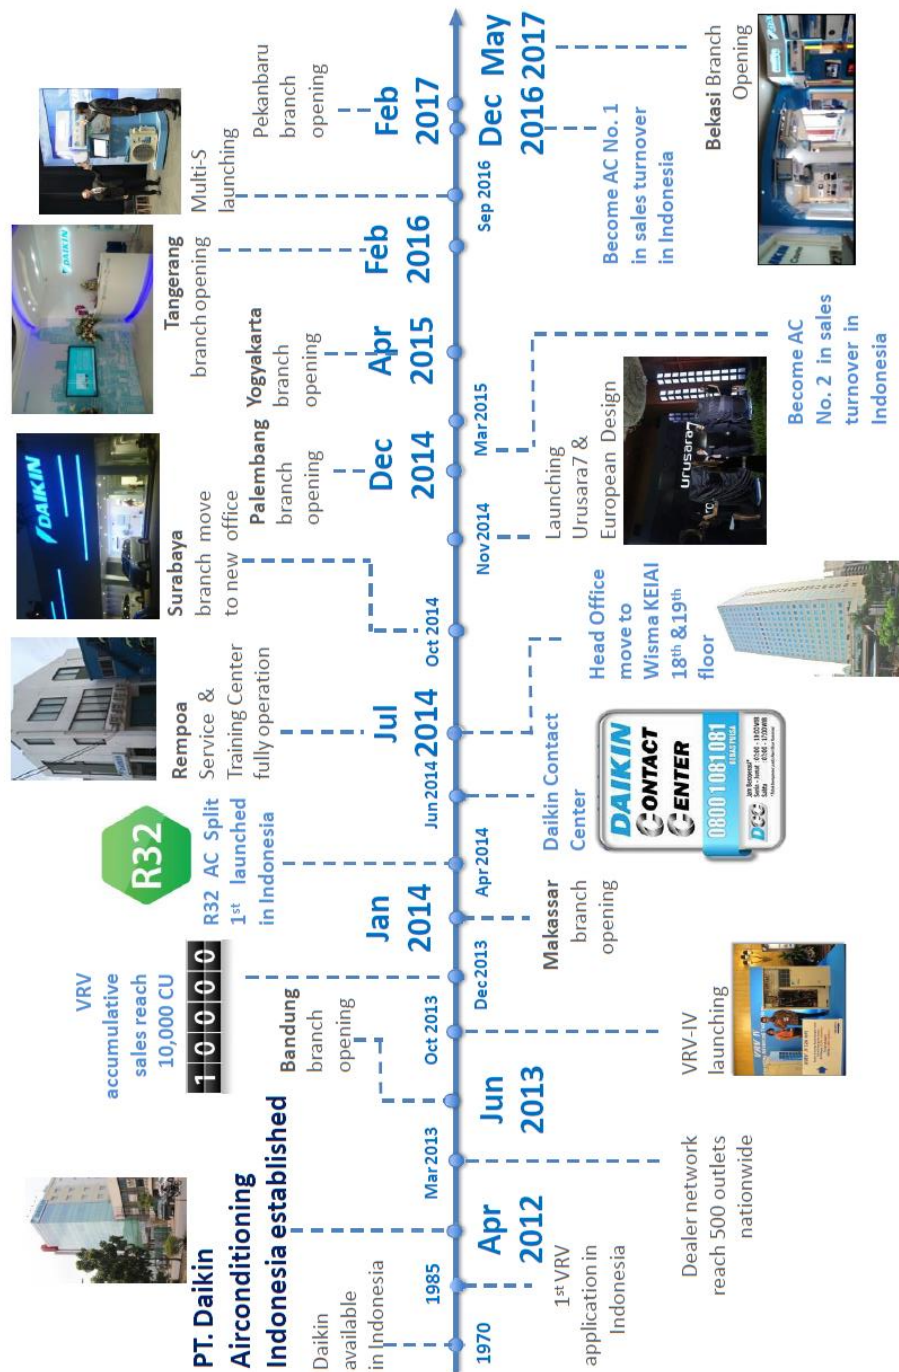 PT. Daikin
Airconditioning
Indonesia established
Daikin
available
in Indonesia
1970
1985
1st VRV
application in
Indonesia
Apr
2012
Mar 2013
Dealer network
reach 500 outlets
nationwide
Bandung
branch
opening
Jun
2013
Oct 2013
VRV-IV
launching
VRV
accumulative
sales reach
10,000 CU
10000
Dec 2013
Jan
2014
Makassar
branch
opening
R32
R32 AC Split
1st launched
in Indonesia
Apr 2014
Jun 2014
Daikin Contact
Center
DAIKIN
CONTACT
CENTER
0800 1081 081
BEBAS PULSA
DCC
Rempoa
Service &
Training Center
fully operation
Jul
2014
Head Office
move to
Wisma KEIAI
18th & 19th
floor
Surabaya
branch move
to new office
DAIKIN
Oct 2014
Nov 2014
Launching
Urusara7 &
European Design
urusara7
Palembang
branch
opening
Dec
2014
Mar 2015
Become AC
No. 2 in sales
turnover in
Indonesia
Yogyakarta
branch
opening
Apr
2015
Tangerang
branch opening
DAIKIN
Feb
2016
Multi-S
launching
Sep 2016
Dec
2016
Become AC No. 1
in sales turnover
in Indonesia
Pekanbaru
branch
opening
Feb
2017
May
2017
Bekasi Branch
Opening
DAIKIN